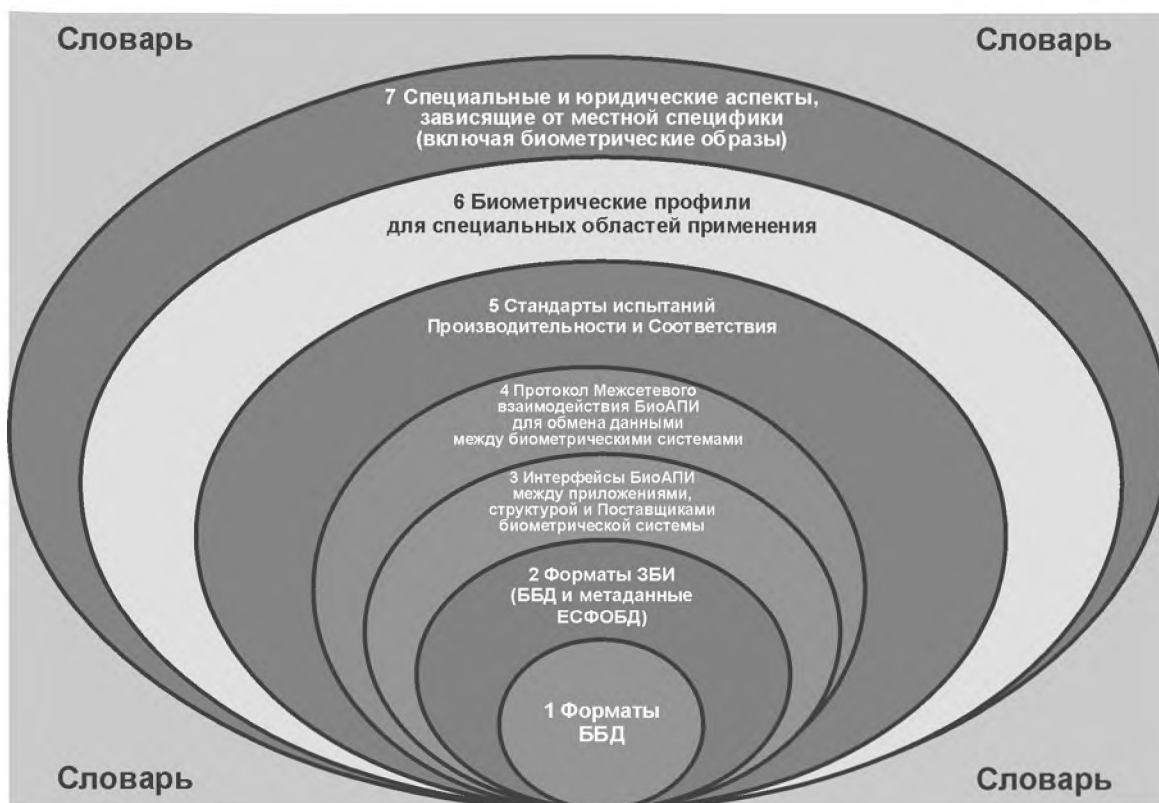 Словарь
Словарь
7 Специальные и юридические аспекты,
зависящие от местной специфики
(включая биометрические образы)
6 Биометрические профили
для специальных областей применения
5 Стандарты испытаний
Производительности и Соответствия
4 Протокол Межсетевого
взаимодействия БиоАПИ
для обмена данными
между биометрическими системами
3 Интерфейсы БиоАПИ
между приложениями,
структурой и Поставщиками
биометрической системы
2 Форматы ЗБИ
(ББД и метаданные
ЕСФОБД)
1 Форматы
ББД
Словарь
Словарь